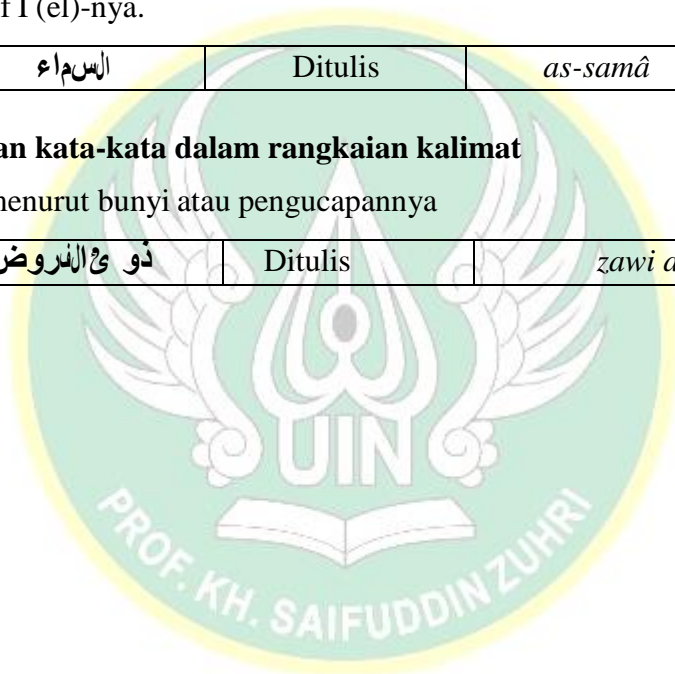 f I (el)-nya.
السماء Ditulis as-samâ
an kata-kata dalam rangkaian kalimat
menurut bunyi atau pengucapannya
ذوئ الفروض Ditulis zawi a
UIN
PROF. KH. SAIFUDDIN ZUHRI